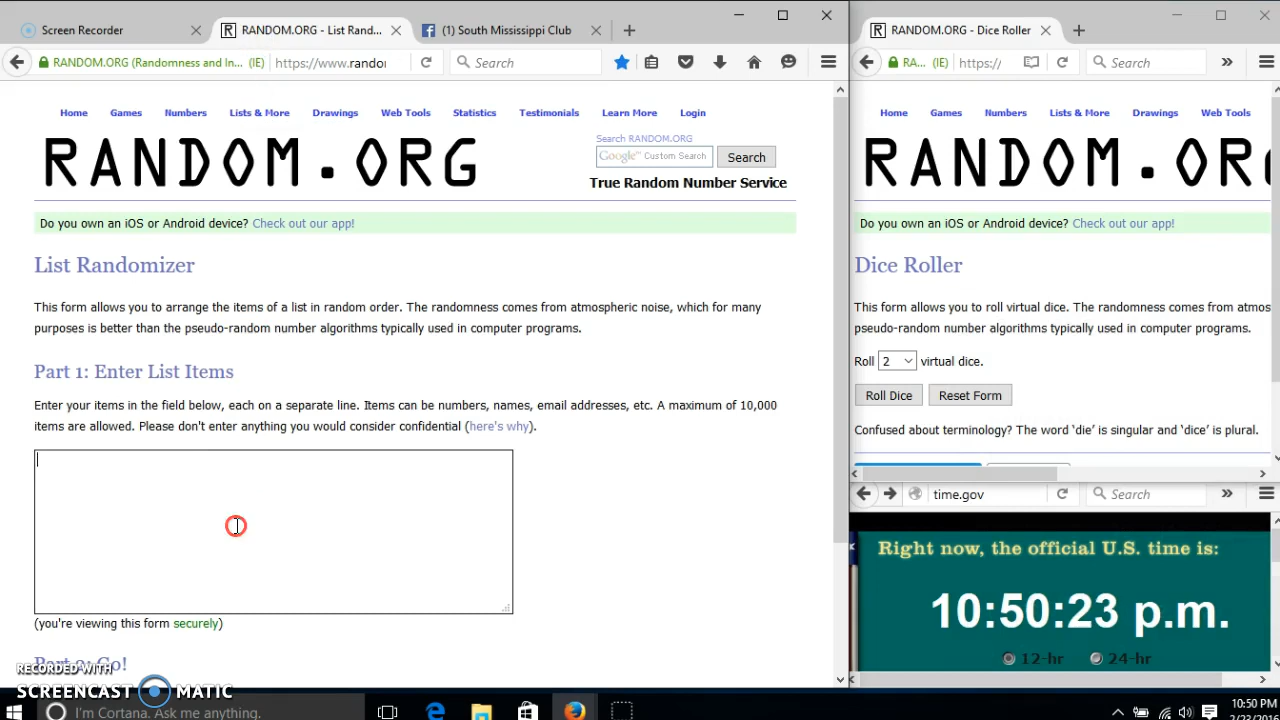 Screen Recorder
RANDOM.ORG - List Rand...
(1) South Mississippi Club
RANDOM.ORG (Randomness and In... (IE)
https://www.rando
Search
Home Games Numbers Lists & More Drawings Web Tools Statistics Testimonials Learn More Login
RANDOM.ORG
Search RANDOM.ORG
Google™ Custom Search
Search
True Random Number Service
Do you own an iOS or Android device? Check out our app!
List Randomizer
This form allows you to arrange the items of a list in random order. The randomness comes from atmospheric noise, which for many
purposes is better than the pseudo-random number algorithms typically used in computer programs.
Part 1: Enter List Items
Enter your items in the field below, each on a separate line. Items can be numbers, names, email addresses, etc. A maximum of 10,000
items are allowed. Please don't enter anything you would consider confidential (here's why).
(you're viewing this form securely)
Part 2: Go!
RECORDED WITH
SCREENCAST MATIC
I'm Cortana. Ask me anything.
RANDOM.ORG - Dice Roller
RA... (IE) https://
Search
Home Games Numbers Lists & More Drawings Web Tools
RANDOM.OR
Do you own an iOS or Android device? Check out our app!
Dice Roller
This form allows you to roll virtual dice. The randomness comes from atmos
pseudo-random number algorithms typically used in computer programs.
Roll 2 virtual dice.
Roll Dice Reset Form
Confused about terminology? The word ‘die’ is singular and ‘dice’ is plural.
time.gov
Search
Right now, the official U.S. time is:
10:50:23 p.m.
12-hr 24-hr
10:50 PM